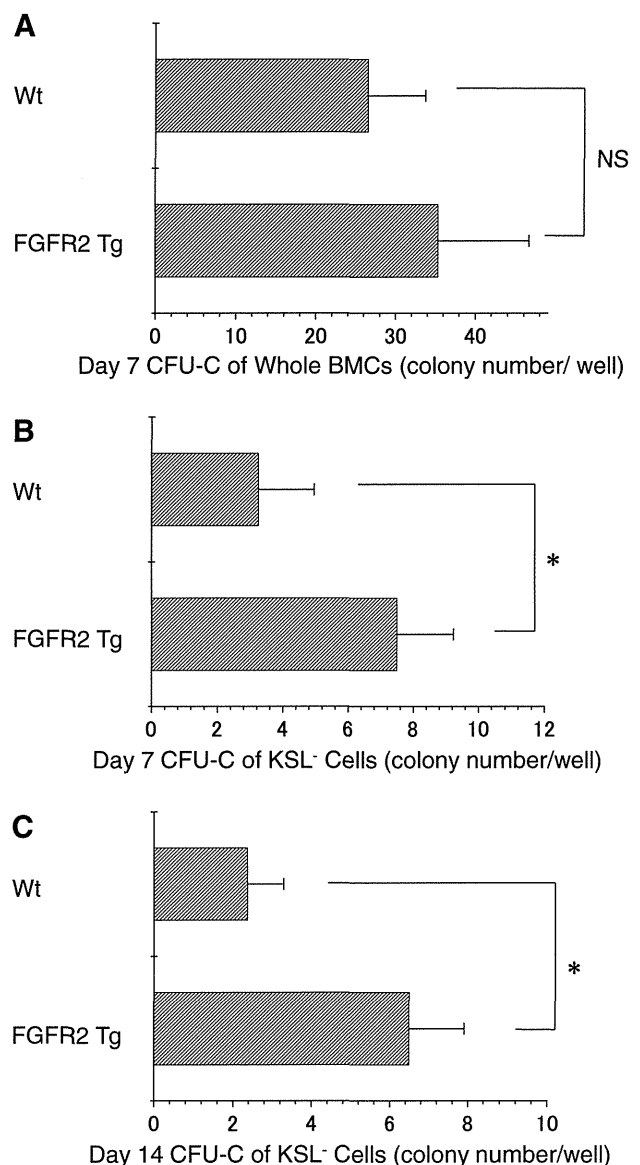 A
Wt
NS
FGFR2 Tg
0 10 20 30 40
Day 7 CFU-C of Whole BMCs (colony number/ well)
B
Wt
*
FGFR2 Tg
0 2 4 6 8 10 12
Day 7 CFU-C of KSL⁻ Cells (colony number/well)
C
Wt
*
FGFR2 Tg
0 2 4 6 8 10
Day 14 CFU-C of KSL⁻ Cells (colony number/well)